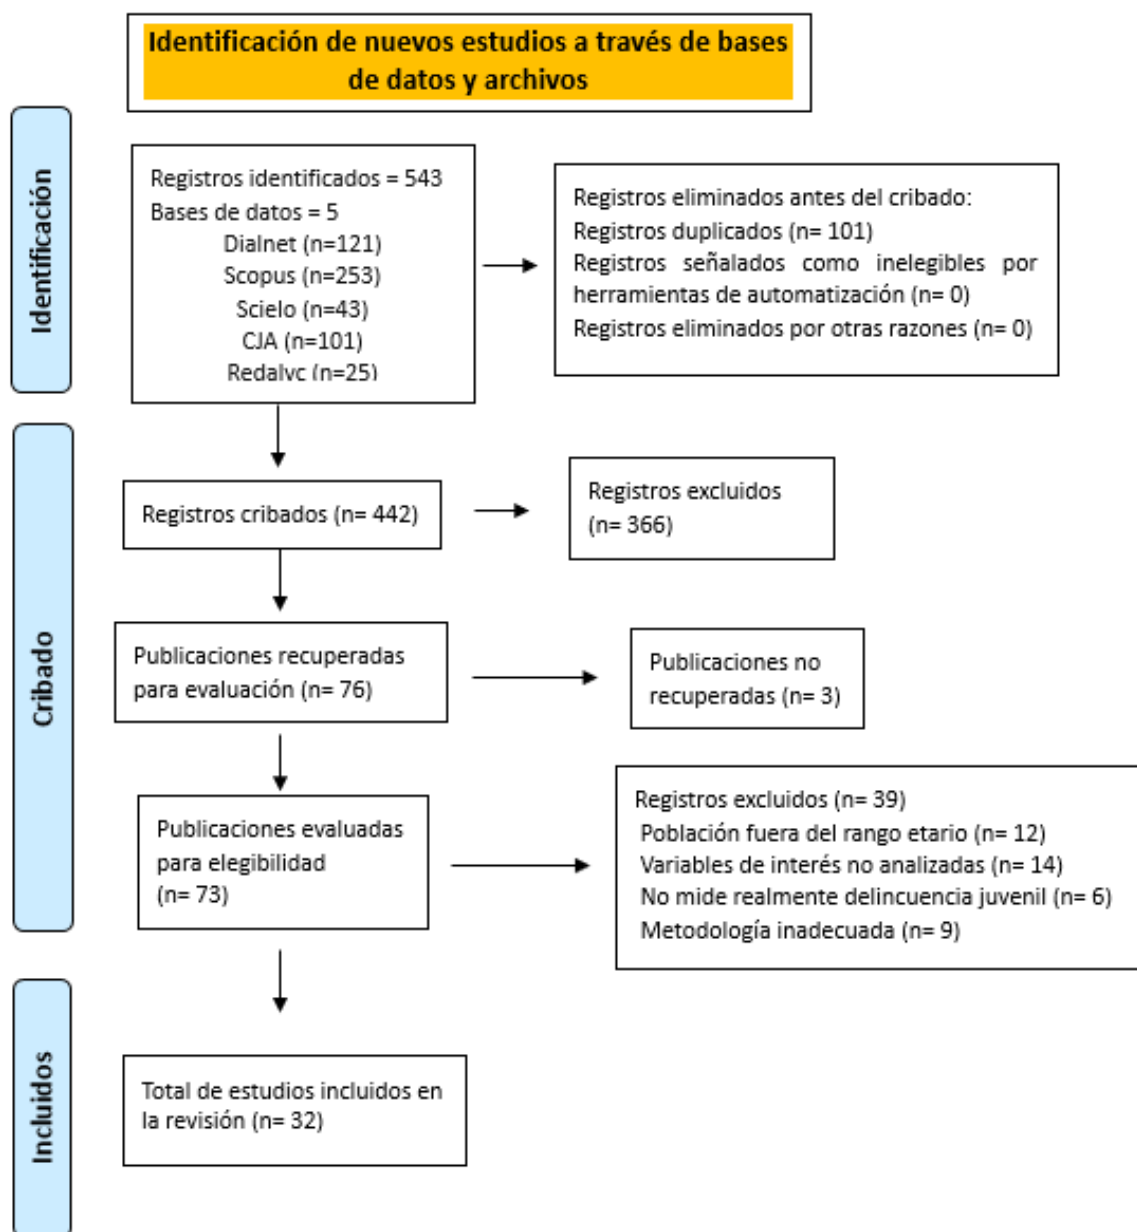 Identificación de nuevos estudios a través de bases
de datos y archivos
Identificación
Registros identificados = 543
Bases de datos = 5
Dialnet (n=121)
Scopus (n=253)
Scielo (n=43)
CJA (n=101)
Redalyc (n=25)
Registros eliminados antes del cribado:
Registros duplicados (n= 101)
Registros señalados como inelegibles por
herramientas de automatización (n= 0)
Registros eliminados por otras razones (n= 0)
Cribado
Registros cribados (n= 442)
Registros excluidos
(n= 366)
Publicaciones recuperadas
para evaluación (n= 76)
Publicaciones no
recuperadas (n= 3)
Publicaciones evaluadas
para elegibilidad
(n= 73)
Registros excluidos (n= 39)
Población fuera del rango etario (n= 12)
Variables de interés no analizadas (n= 14)
No mide realmente delincuencia juvenil (n= 6)
Metodología inadecuada (n= 9)
Incluidos
Total de estudios incluidos en
la revisión (n= 32)